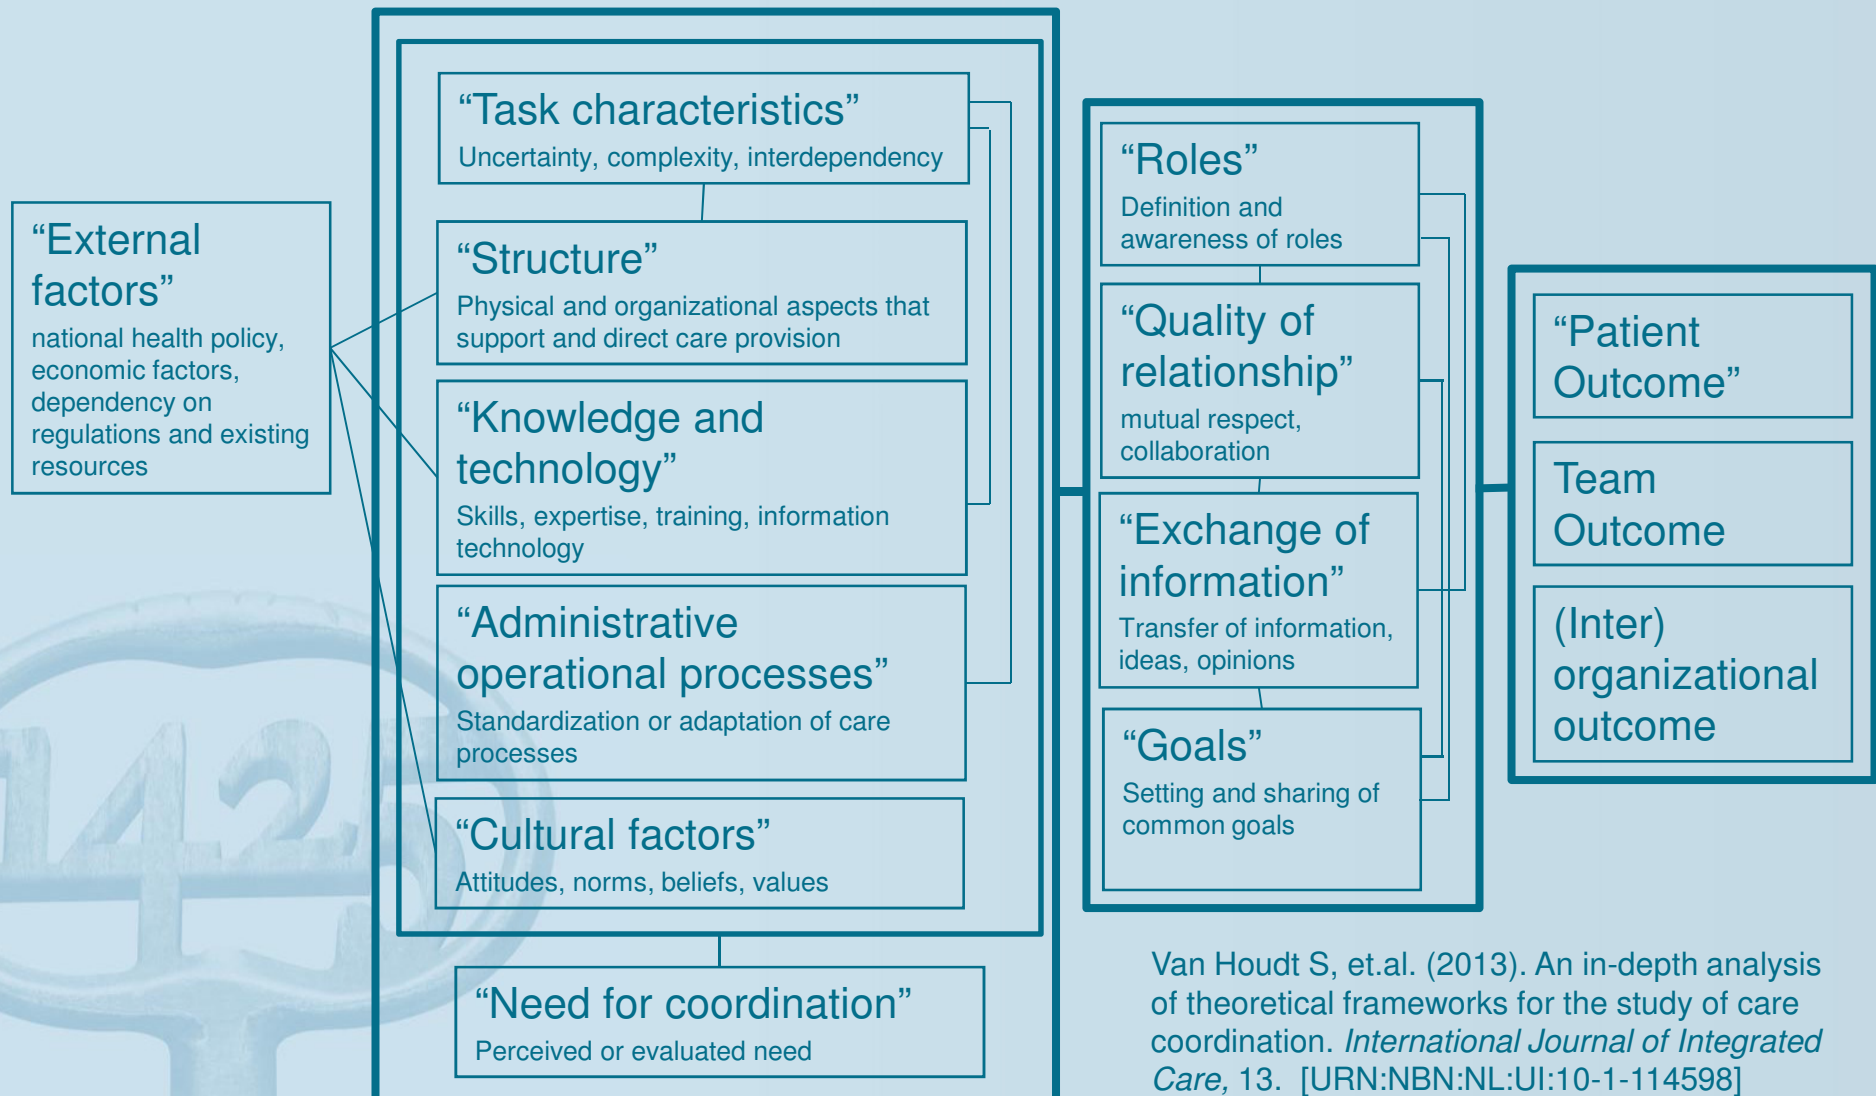 “External
factors”
national health policy,
economic factors,
dependency on
regulations and existing
resources
“Task characteristics”
Uncertainty, complexity, interdependency
“Structure”
Physical and organizational aspects that
support and direct care provision
“Knowledge and
technology”
Skills, expertise, training, information
technology
“Administrative
operational processes”
Standardization or adaptation of care
processes
“Cultural factors”
Attitudes, norms, beliefs, values
“Need for coordination”
Perceived or evaluated need
“Roles”
Definition and
awareness of roles
“Quality of
relationship”
mutual respect,
collaboration
“Exchange of
information”
Transfer of information,
ideas, opinions
“Goals”
Setting and sharing of
common goals
“Patient
Outcome”
Team
Outcome
(Inter)
organizational
outcome
Van Houdt S, et.al. (2013). An in-depth analysis
of theoretical frameworks for the study of care
coordination. International Journal of Integrated
Care, 13.  [URN:NBN:NL:UI:10-1-114598]
1425